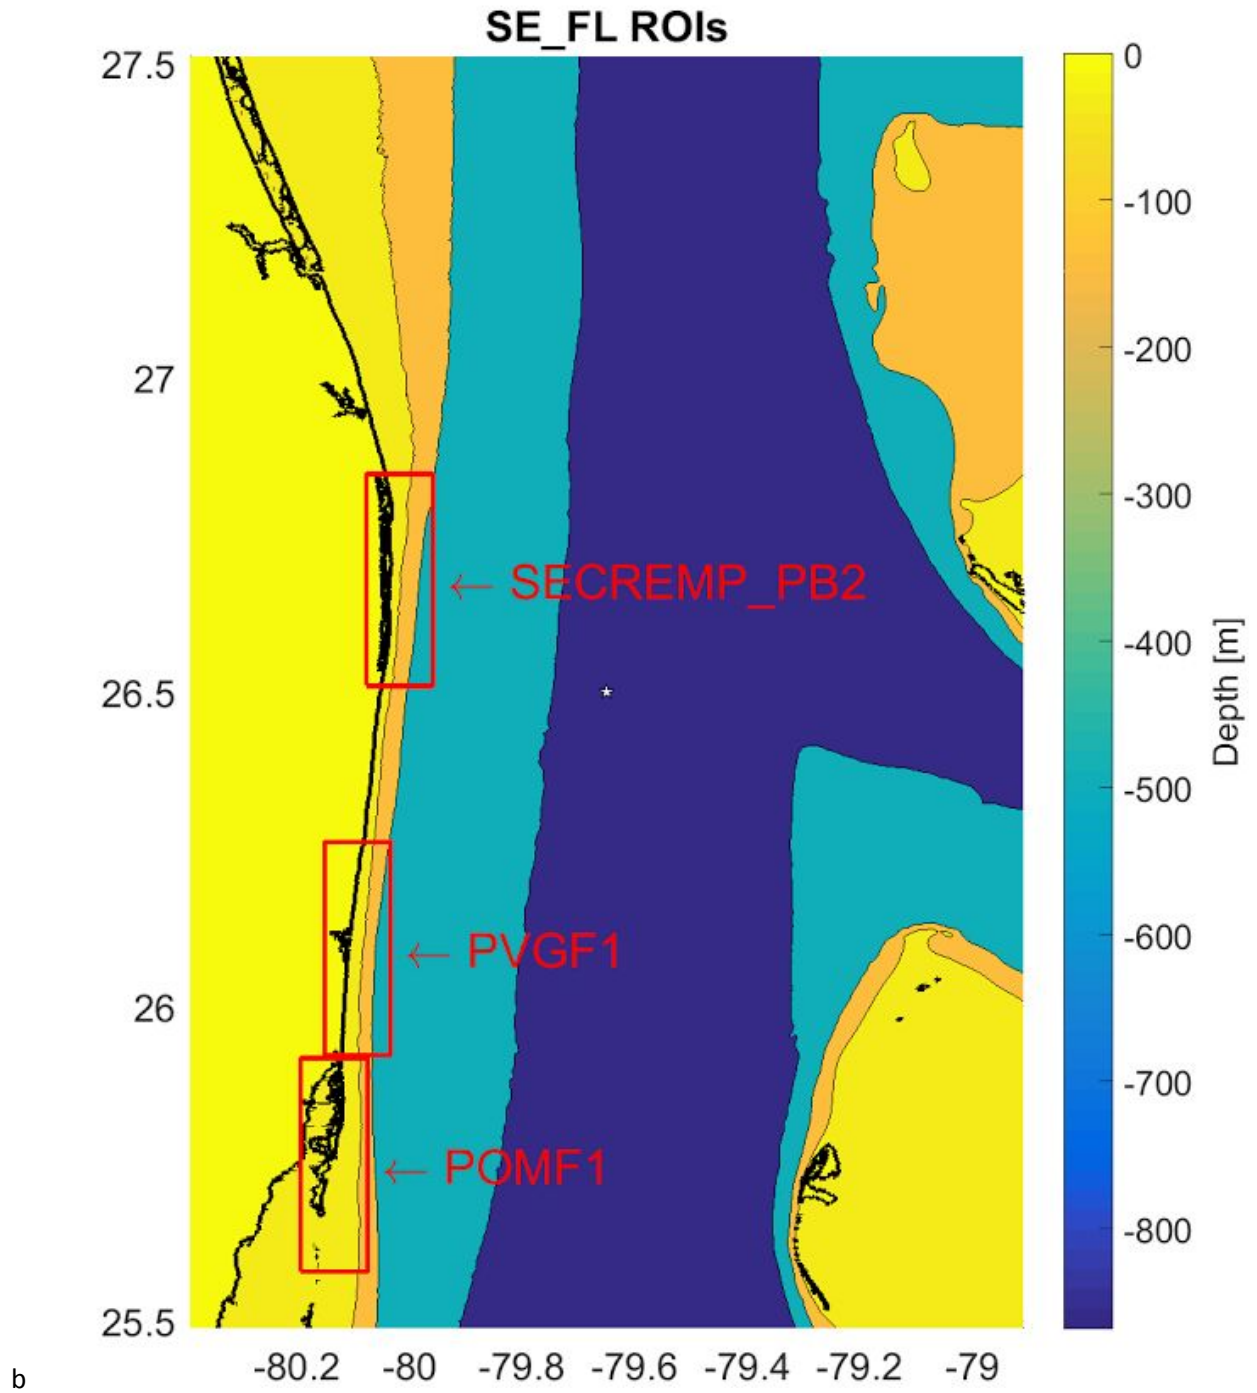 SE_FL ROIs
27.5
27
26.5
26
25.5
-80.2 -80 -79.8 -79.6 -79.4 -79.2 -79
← SECREMP_PB2
← PVGF1
← POMF1
0
-100
-200
-300
-400
-500
-600
-700
-800
Depth [m]
b